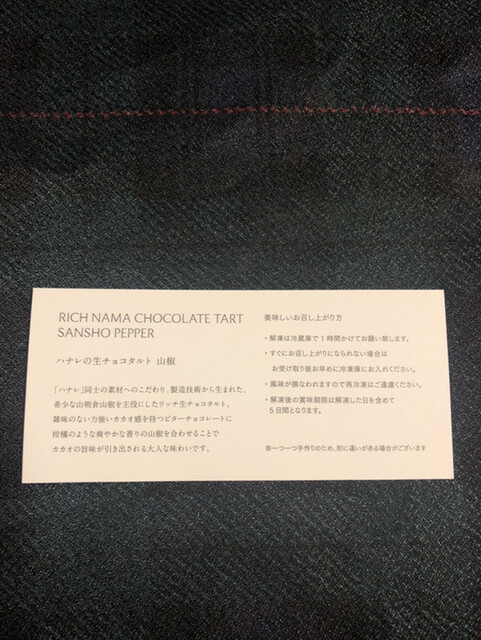 RICH NAMA CHOCOLATE TART
SANSHO PEPPER
ハナレの生チョコタルト 山椒
「ハナレ」同士の素材へのこだわり、製造技術から生まれた、
希少な山朝倉山椒を主役にしたリッチ生チョコタルト。
雑味のない力強いカカオ感を持つビターチョコレートに
柑橘のような爽やかな香りの山椒を合わせることで
カカオの旨味が引き出される大人な味わいです。
美味しいお召し上がり方
・解凍は冷蔵庫で1時間かけてお願い致します。
・すぐにお召し上がりになられない場合は
お受け取り後お早めに冷凍庫にお入れください。
・風味が損なわれますので再冷凍はご遠慮ください。
・解凍後の賞味期限は解凍した日を含めて
5日間となります。
※一つ一つ手作りのため、形に違いがある場合がございます